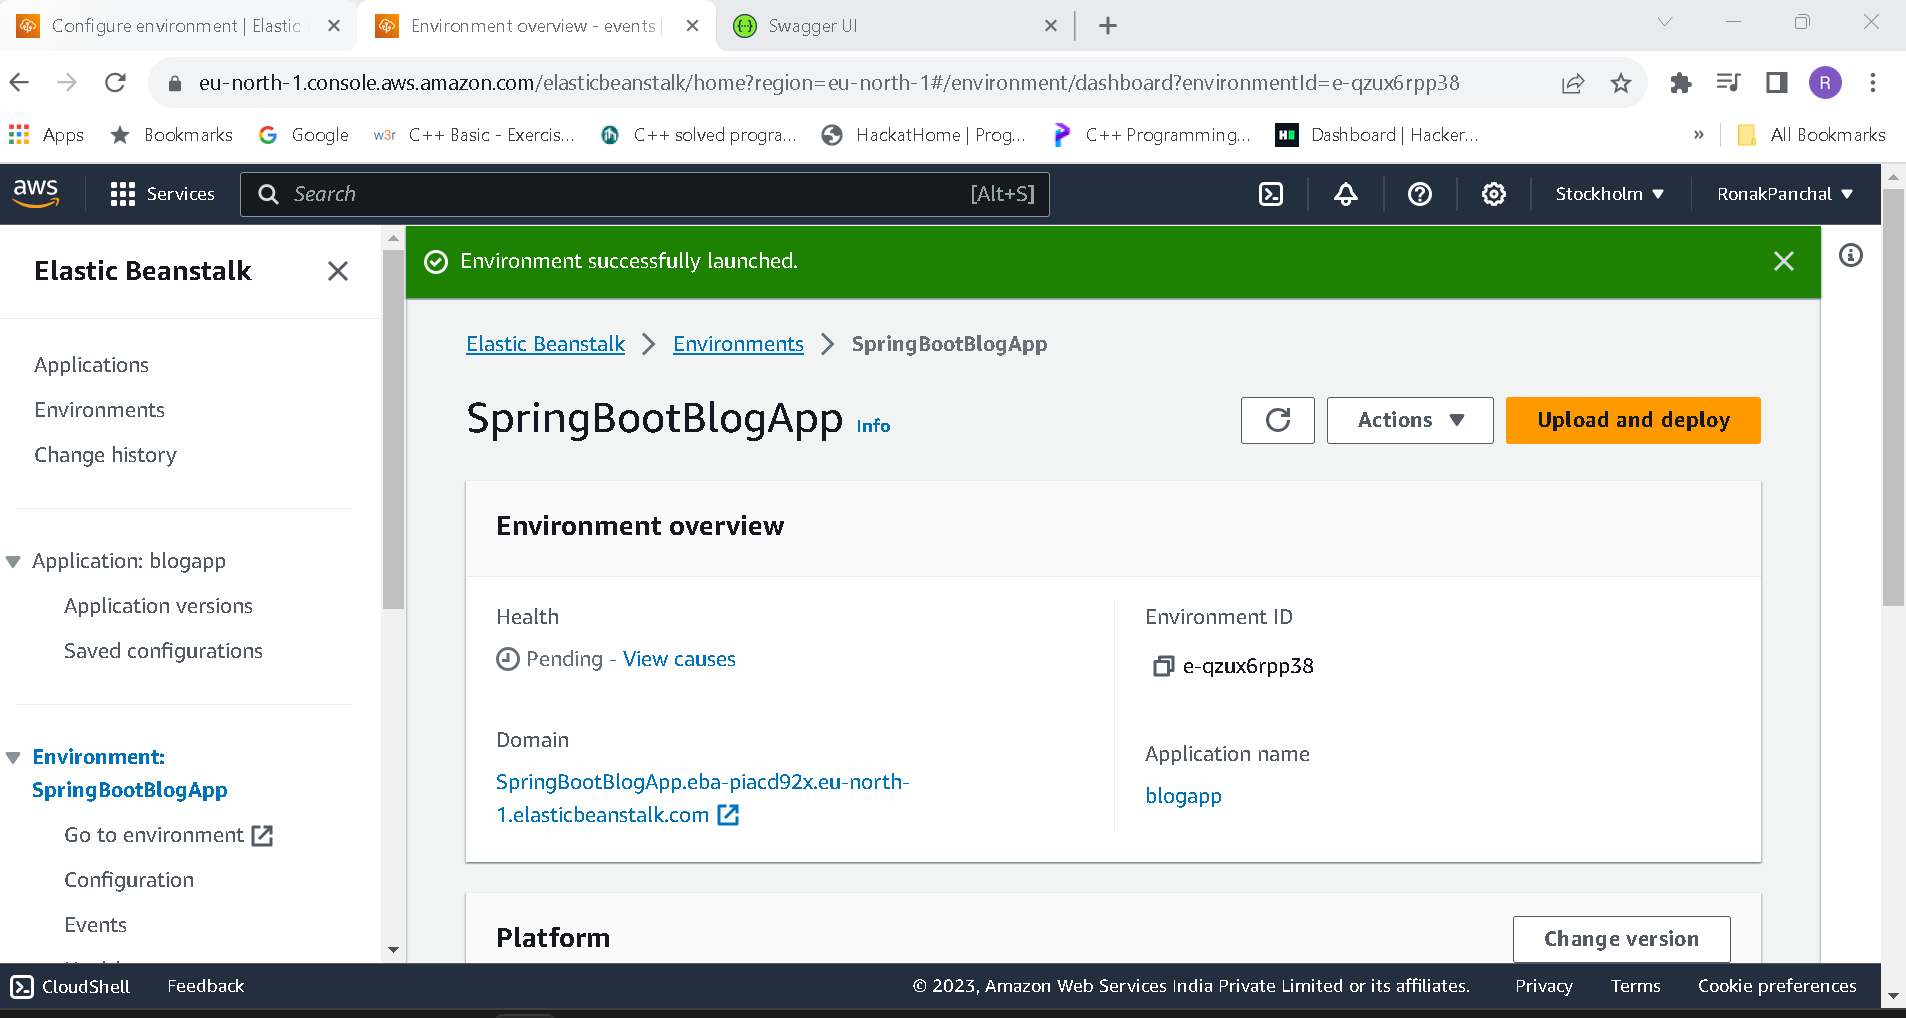 Configure environment | Elastic
Environment overview - events |
Swagger UI
eu-north-1.console.aws.amazon.com/elasticbeanstalk/home?region=eu-north-1#/environment/dashboard?environmentId=e-qzux6rpp38
R
Apps
Bookmarks
Google
w3r
C++ Basic - Exercis...
C++ solved progra...
HackatHome | Prog...
C++ Programming...
Dashboard | Hacker...
»
All Bookmarks
aws
Services
Search
[Alt+S]
Stockholm
RonakPanchal
Elastic Beanstalk
Applications
Environments
Change history
Application: blogapp
Application versions
Saved configurations
Environment:
SpringBootBlogApp
Go to environment
Configuration
Events
Environment successfully launched.
Elastic Beanstalk
Environments
SpringBootBlogApp
SpringBootBlogApp Info
Actions
Upload and deploy
Environment overview
Health
Pending - View causes
Domain
SpringBootBlogApp.eba-piacd92x.eu-north-
1.elasticbeanstalk.com
Environment ID
e-qzux6rpp38
Application name
blogapp
Platform
Change version
CloudShell
Feedback
© 2023, Amazon Web Services India Private Limited or its affiliates.
Privacy
Terms
Cookie preferences